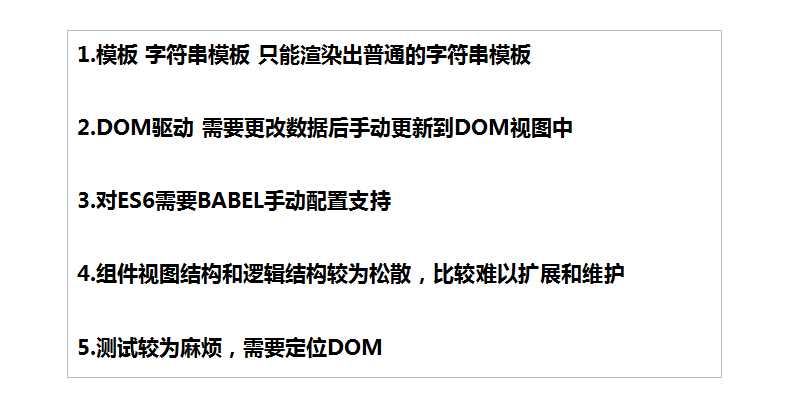 1.模板 字符串模板 只能渲染出普通的字符串模板
2.DOM驱动 需要更改数据后手动更新到DOM视图中
3.对ES6需要BABEL手动配置支持
4.组件视图结构和逻辑结构较为松散，比较难以扩展和维护
5.测试较为麻烦，需要定位DOM